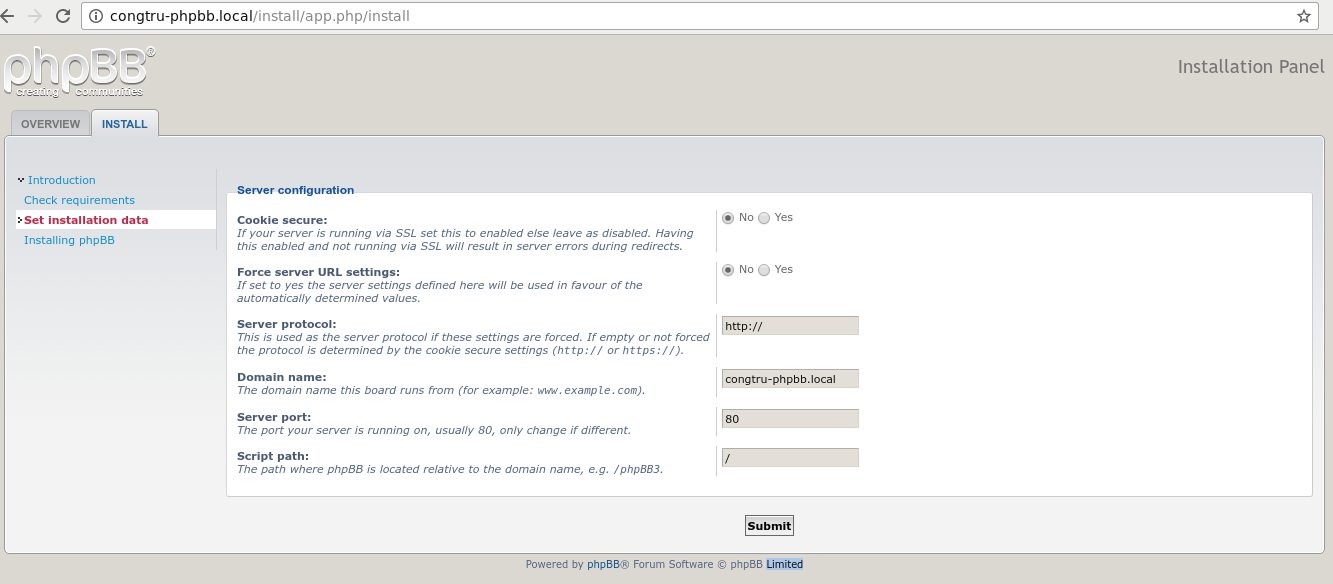 congtru-phpbb.local/install/app.php/install
phpBB®
creating communities
Installation Panel
OVERVIEW
INSTALL
Introduction
Check requirements
Set installation data
Installing phpBB
Server configuration
Cookie secure:
If your server is running via SSL set this to enabled else leave as disabled. Having
this enabled and not running via SSL will result in server errors during redirects.
No Yes
Force server URL settings:
If set to yes the server settings defined here will be used in favour of the
automatically determined values.
No Yes
Server protocol:
This is used as the server protocol if these settings are forced. If empty or not forced
the protocol is determined by the cookie secure settings (http:// or https://).
http://
Domain name:
The domain name this board runs from (for example: www.example.com).
congtru-phpbb.local
Server port:
The port your server is running on, usually 80, only change if different.
80
Script path:
The path where phpBB is located relative to the domain name, e.g. /phpBB3.
/
Submit
Powered by phpBB® Forum Software © phpBB Limited